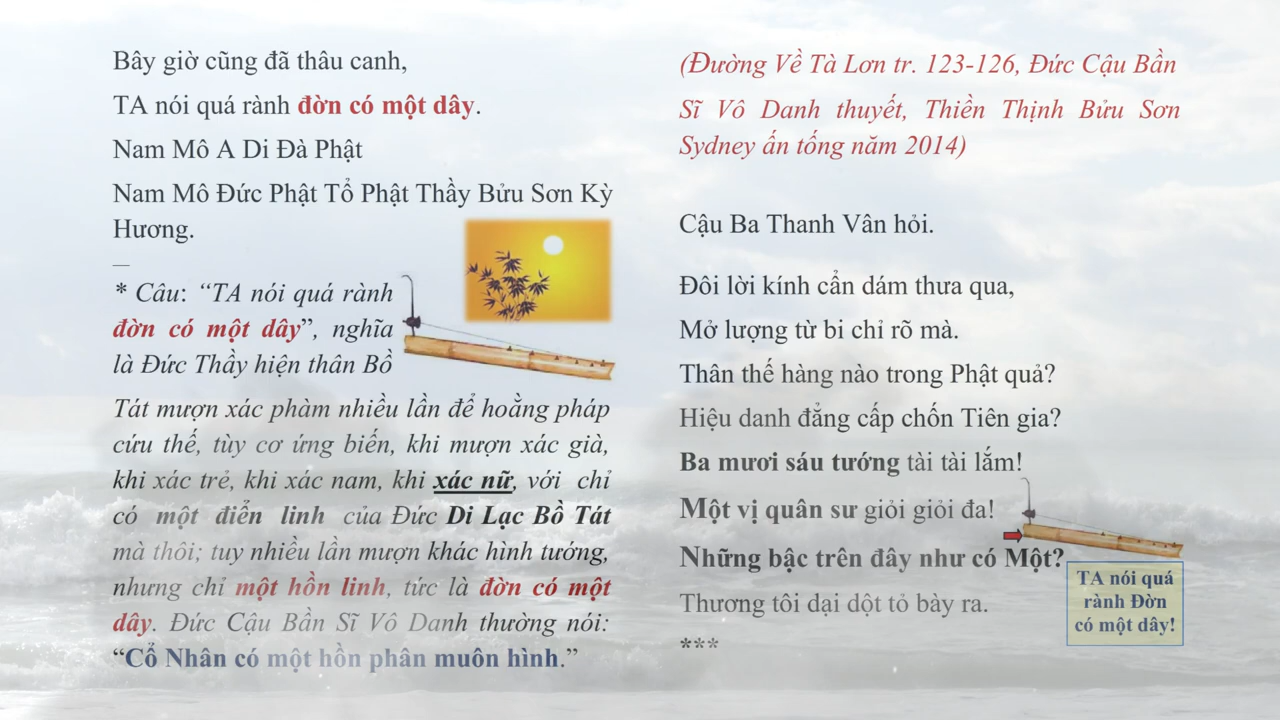 Bây giờ cũng đã thâu canh,
TA nói quá rành đờn có một dây.
Nam Mô A Di Đà Phật
Nam Mô Đức Phật Tổ Phật Thầy Bửu Sơn Kỳ
Hương.
* Câu: “TA nói quá rành
đờn có một dây”, nghĩa
là Đức Thầy hiện thân Bồ
Tát mượn xác phàm nhiều lần để hoằng pháp
cứu thế, tùy cơ ứng biến, khi mượn xác già,
khi xác trẻ, khi xác nam, khi xác nữ, với chỉ
có một điển linh của Đức Di Lạc Bồ Tát
mà thôi; tuy nhiều lần mượn khác hình tướng,
nhưng chỉ một hồn linh, tức là đờn có một
dây. Đức Cậu Bần Sĩ Vô Danh thường nói:
“Cổ Nhân có một hồn phân muôn hình.”
(Đường Về Tà Lơn tr. 123-126, Đức Cậu Bần
Sĩ Vô Danh thuyết, Thiền Thịnh Bửu Sơn
Sydney ấn tống năm 2014)
Cậu Ba Thanh Vân hỏi.
Đôi lời kính cẩn dám thưa qua,
Mở lượng từ bi chỉ rõ mà.
Thân thế hàng nào trong Phật quả?
Hiệu danh đẳng cấp chốn Tiên gia?
Ba mươi sáu tướng tài tài lắm!
Một vị quân sư giỏi giỏi đa!
Những bậc trên đây như có Một?
Thương tôi dại dột tỏ bày ra.
***
TA nói quá
rành Đờn
có một dây!